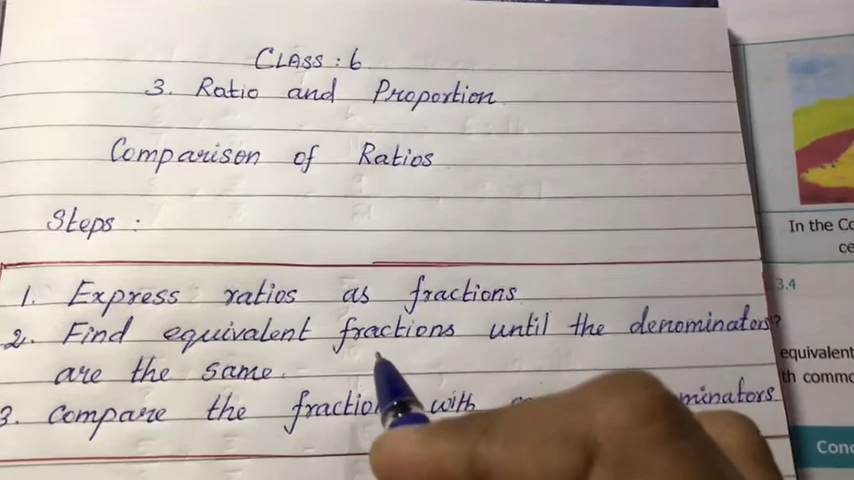 CLASS : 6
3. Ratio and Proportion
Comparison of Ratios
Steps :
1. Express ratios as fractions
2. Find equivalent fractions until the denominators
are the same.
3. Compare the fraction with minators
In the Co
ce
3.4
?
equivalent
th commo
Conc